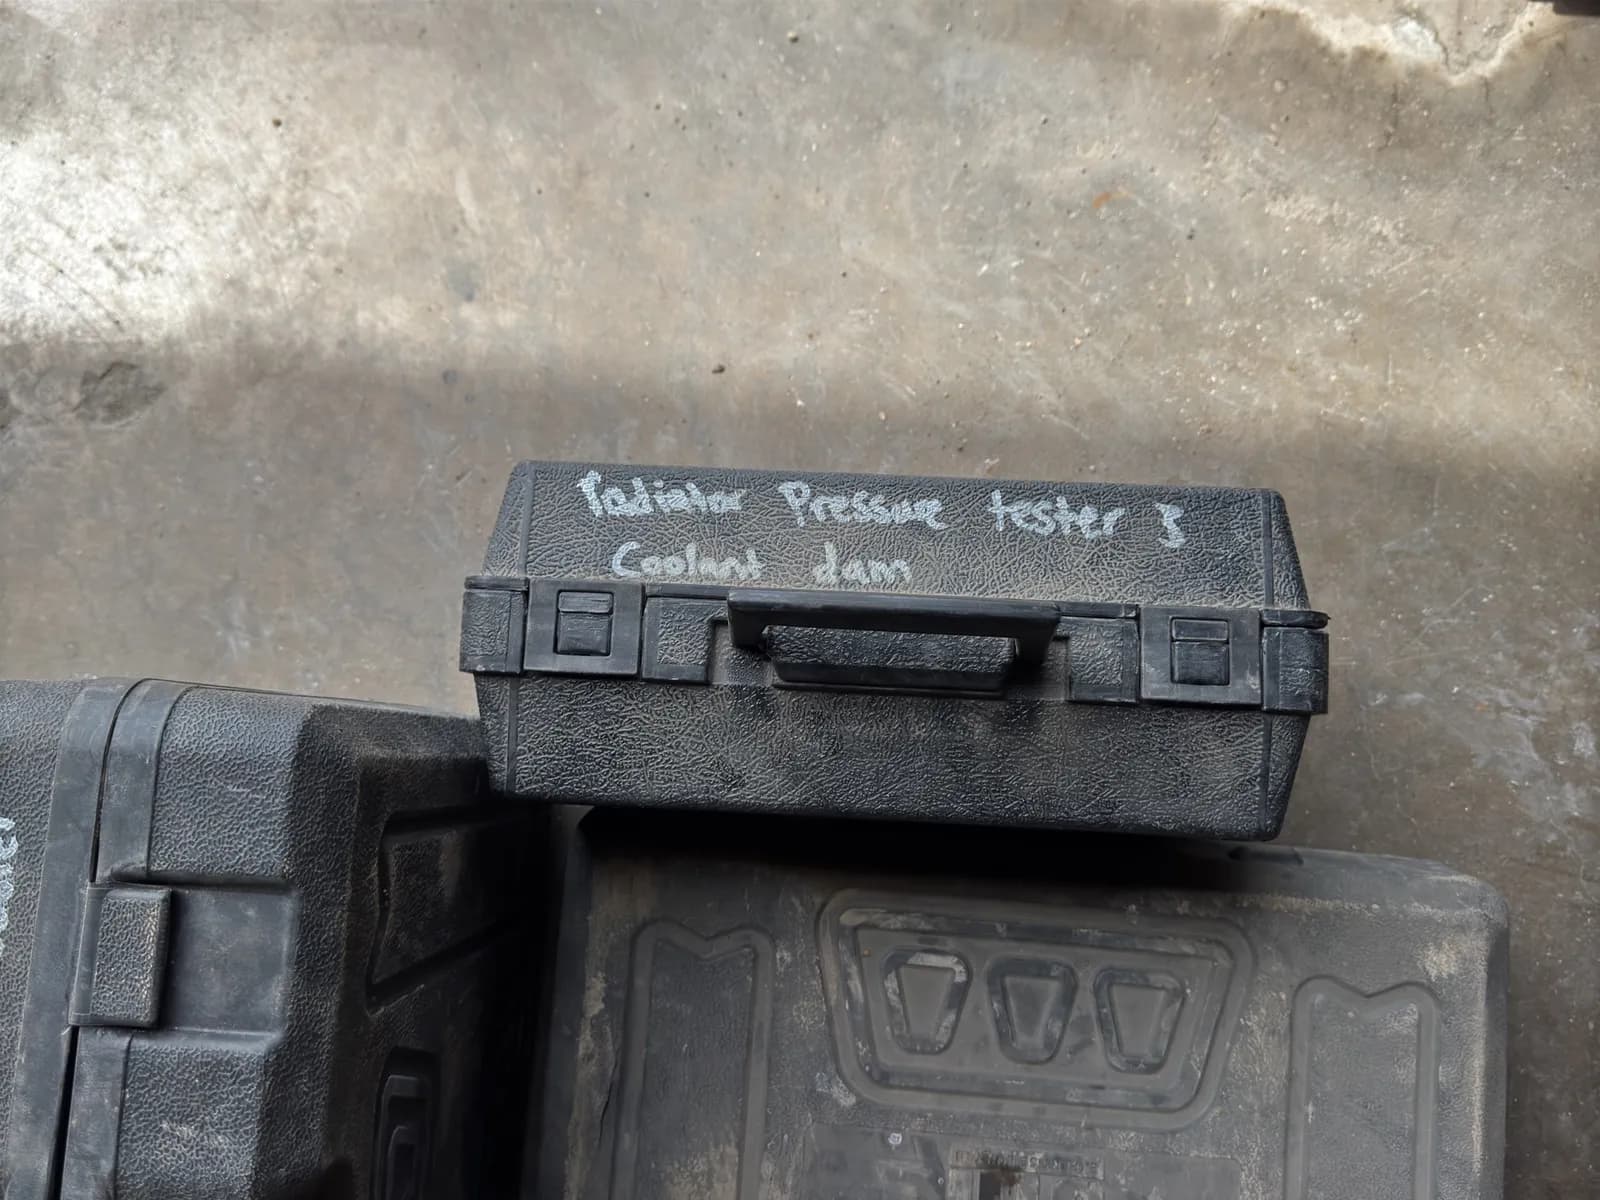 Radiator Pressure tester &
Coolant dam